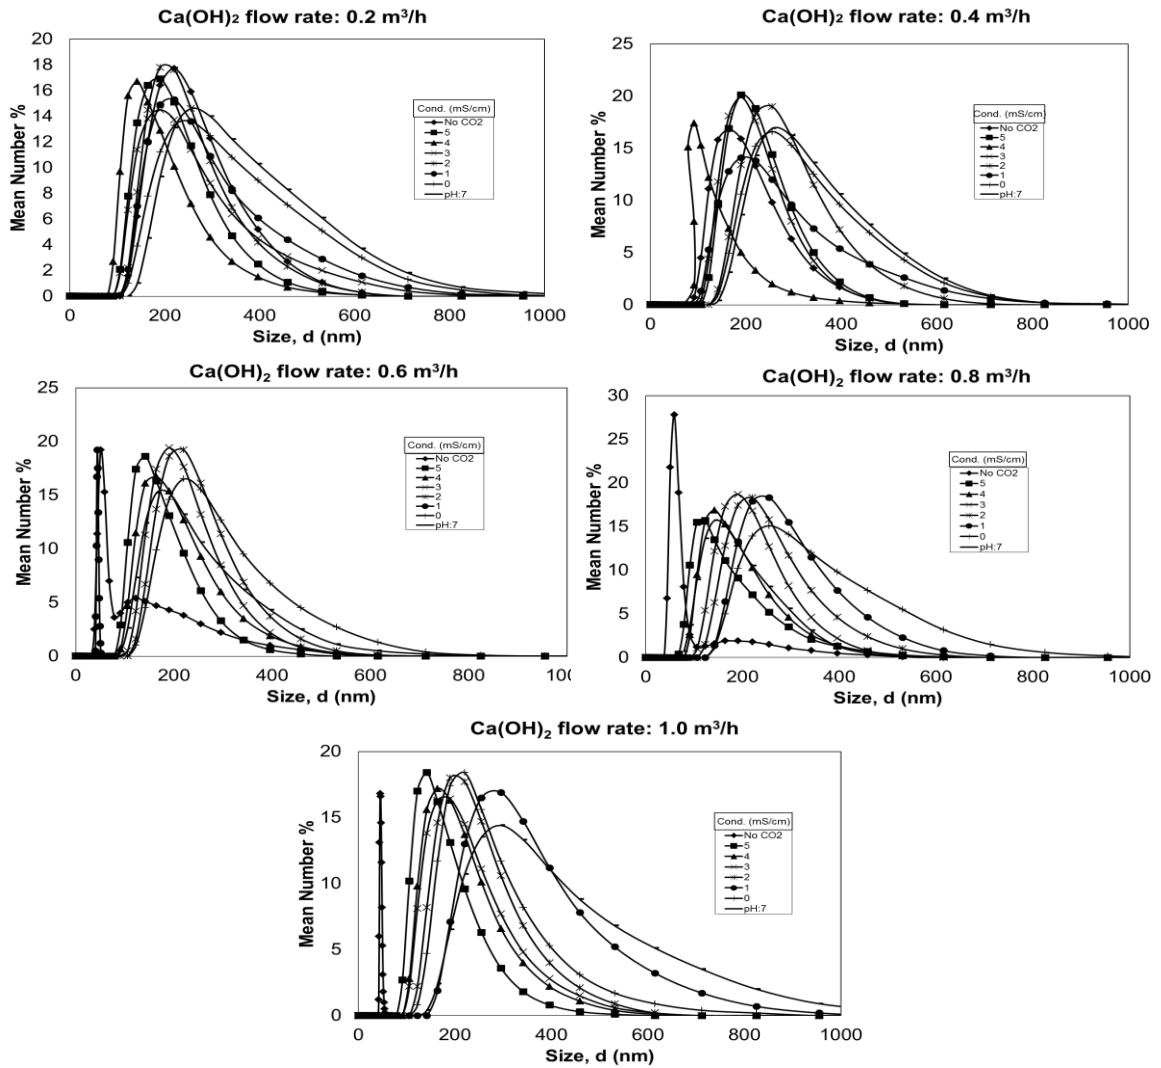 Ca(OH)₂ flow rate: 0.2 m³/h
Mean Number %
20
18
16
14
12
10
8
6
4
2
0
0 200 400 600 800 1000
Size, d (nm)
Cond. (mS/cm)
No CO2
5
4
3
2
1
0
pH:7
Ca(OH)₂ flow rate: 0.4 m³/h
Mean Number %
25
20
15
10
5
0
0 200 400 600 800 1000
Size, d (nm)
Cond. (mS/cm)
No CO2
5
4
3
2
1
0
pH:7
Ca(OH)₂ flow rate: 0.6 m³/h
Mean Number %
25
20
15
10
5
0
0 200 400 600 800 100
Size, d (nm)
Cond. (mS/cm)
No CO2
5
4
3
2
1
0
pH:7
Ca(OH)₂ flow rate: 0.8 m³/h
Mean Number %
30
25
20
15
10
5
0
0 200 400 600 800 1000
Size, d (nm)
Cond. (mS/cm)
No CO2
5
4
3
2
1
0
pH:7
Ca(OH)₂ flow rate: 1.0 m³/h
Mean Number %
20
15
10
5
0
0 200 400 600 800 1000
Size, d (nm)
Cond. (mS/cm)
No CO2
5
4
3
2
1
0
pH:7